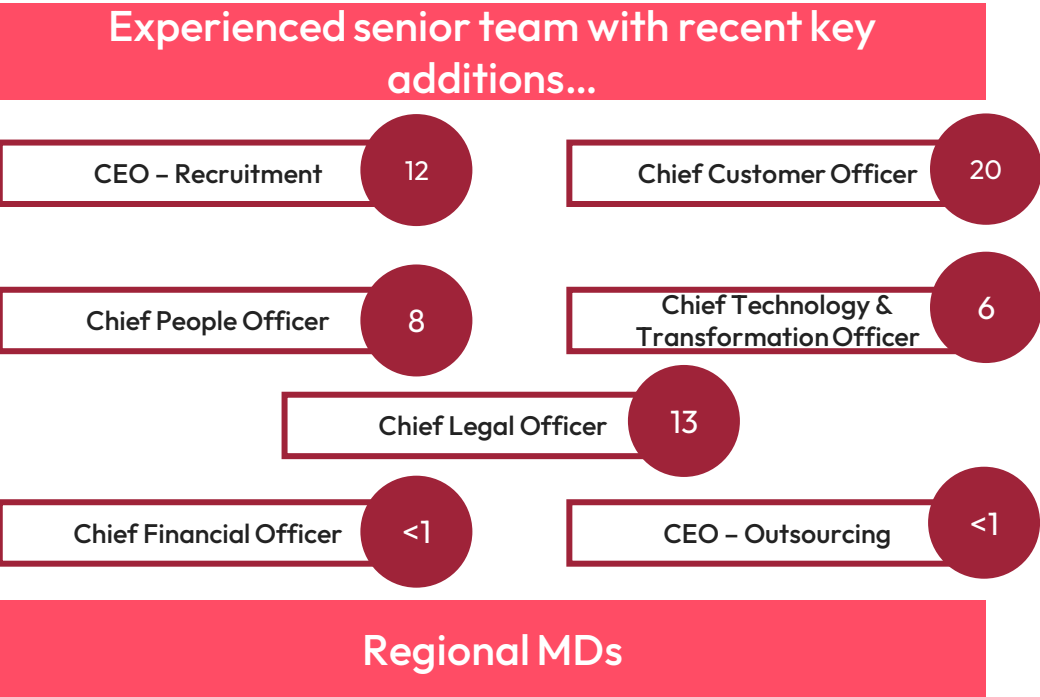 Experienced senior team with recent key
additions...
CEO – Recruitment
12
Chief Customer Officer
20
Chief People Officer
8
Chief Technology &
Transformation Officer
6
Chief Legal Officer
13
Chief Financial Officer
<1
CEO – Outsourcing
<1
Regional MDs